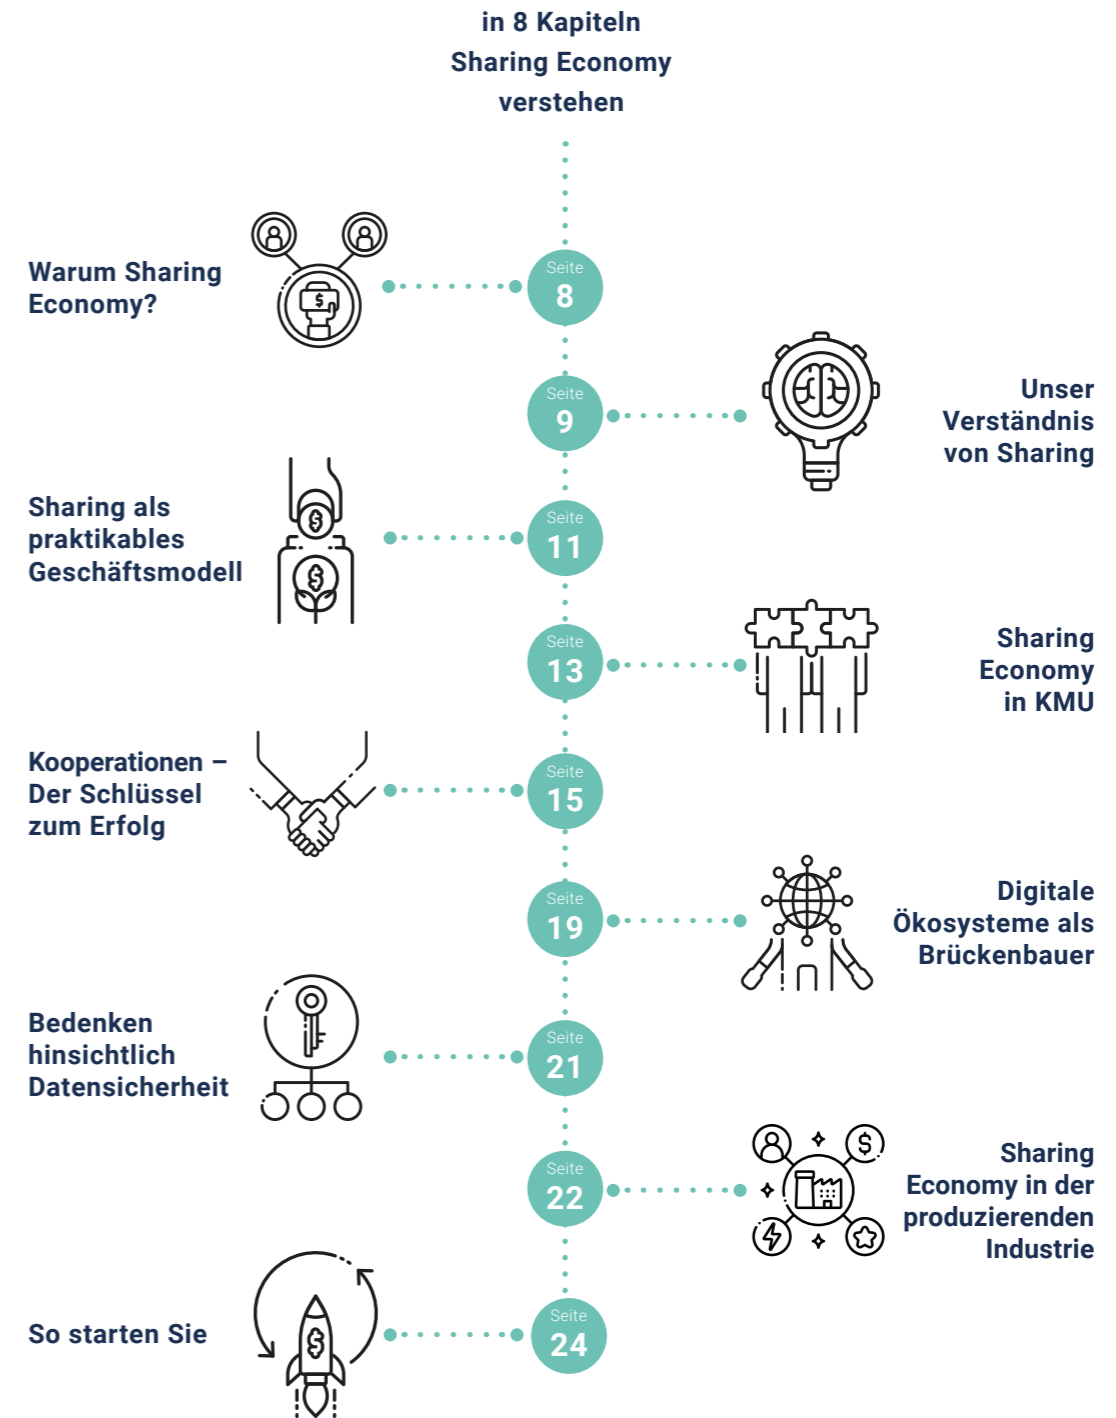 in 8 Kapiteln
Sharing Economy
verstehen
Warum Sharing
Economy?
Seite
8
Seite
9
Unser
Verständnis
von Sharing
Sharing als
praktikables
Geschäftsmodell
Seite
11
Seite
13
Sharing
Economy
in KMU
Kooperationen –
Der Schlüssel
zum Erfolg
Seite
15
Seite
19
Digitale
Ökosysteme als
Brückenbauer
Bedenken
hinsichtlich
Datensicherheit
Seite
21
Seite
22
Sharing
Economy in der
produzierenden
Industrie
So starten Sie
Seite
24